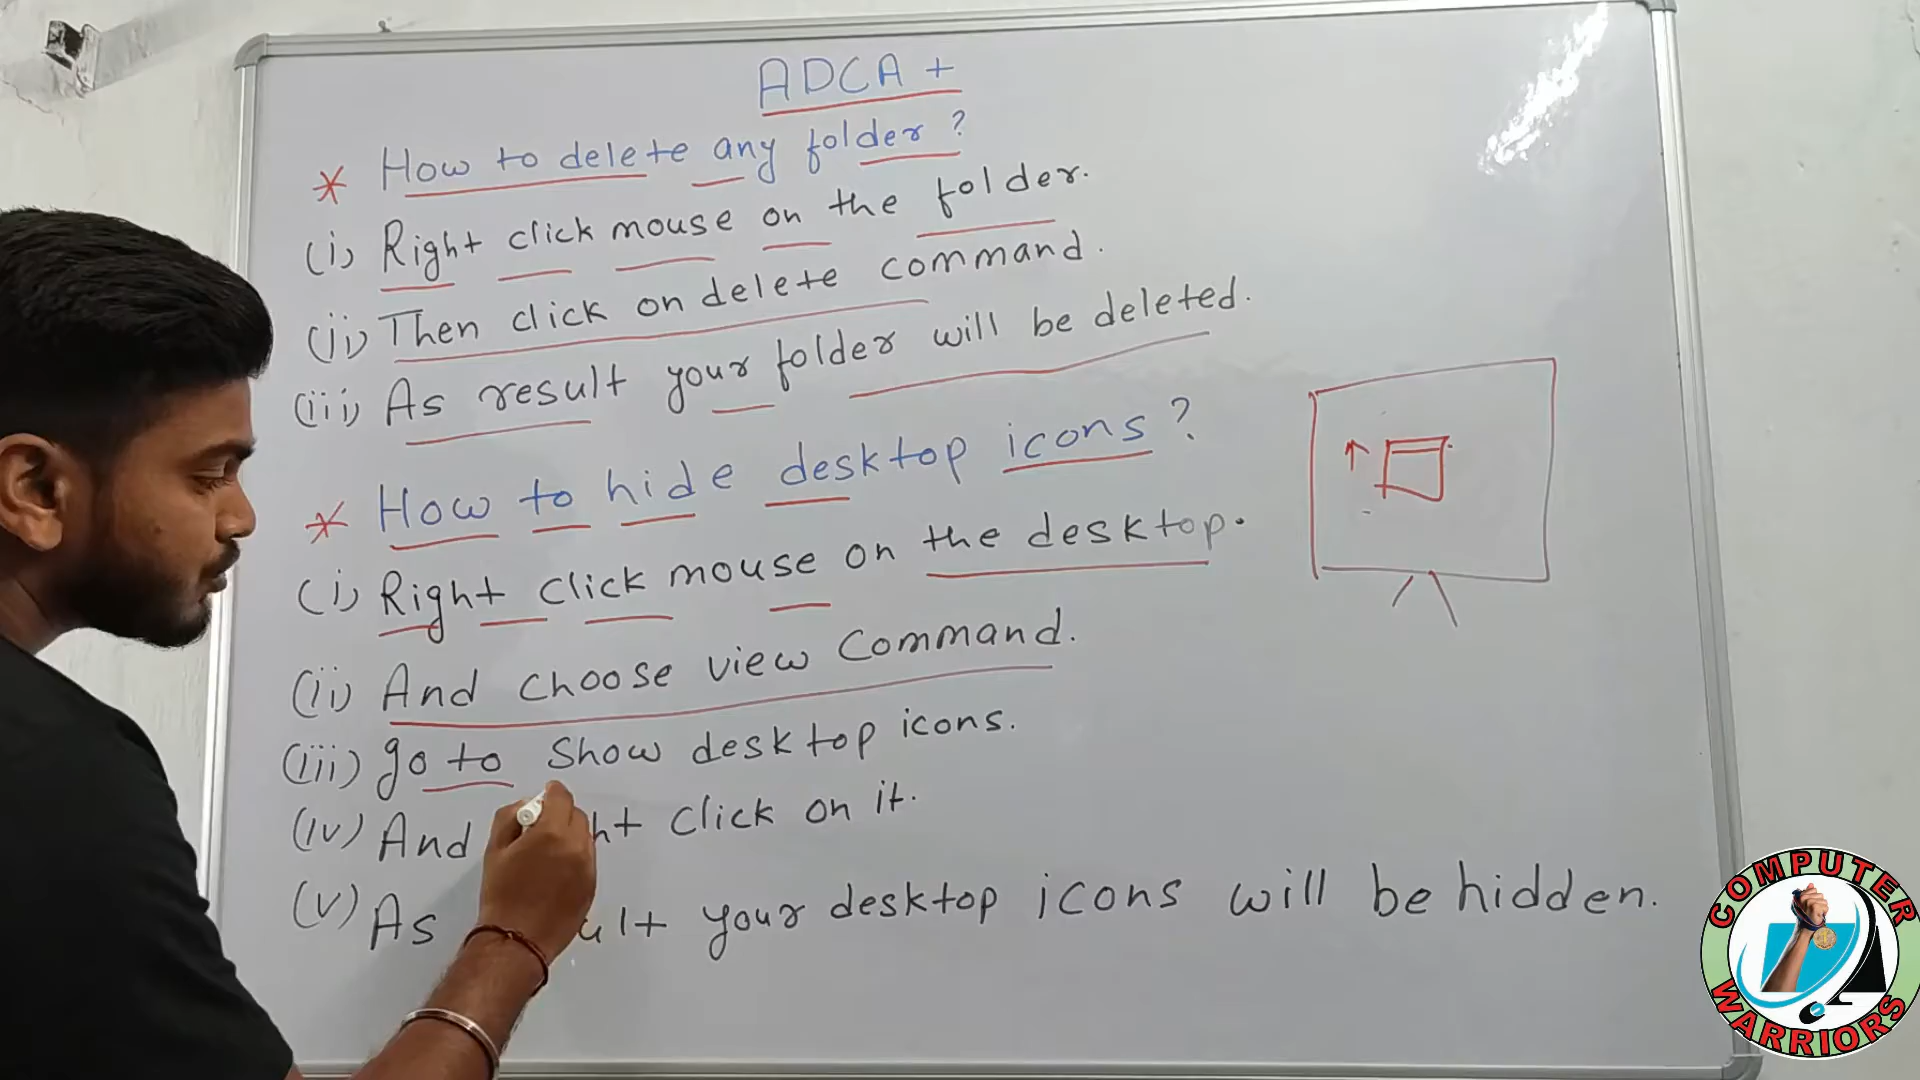 ADCA +
* How to delete any folder?
(i) Right click mouse on the folder.
(ii) Then click on delete command.
(iii) As result your folder will be deleted.
* How to hide desktop icons?
(i) Right click mouse on the desktop.
(ii) And choose view command.
(iii) go to show desktop icons.
(iv) And click on it.
(v) As your desktop icons will be hidden.
COMPUTER
WARRIORS